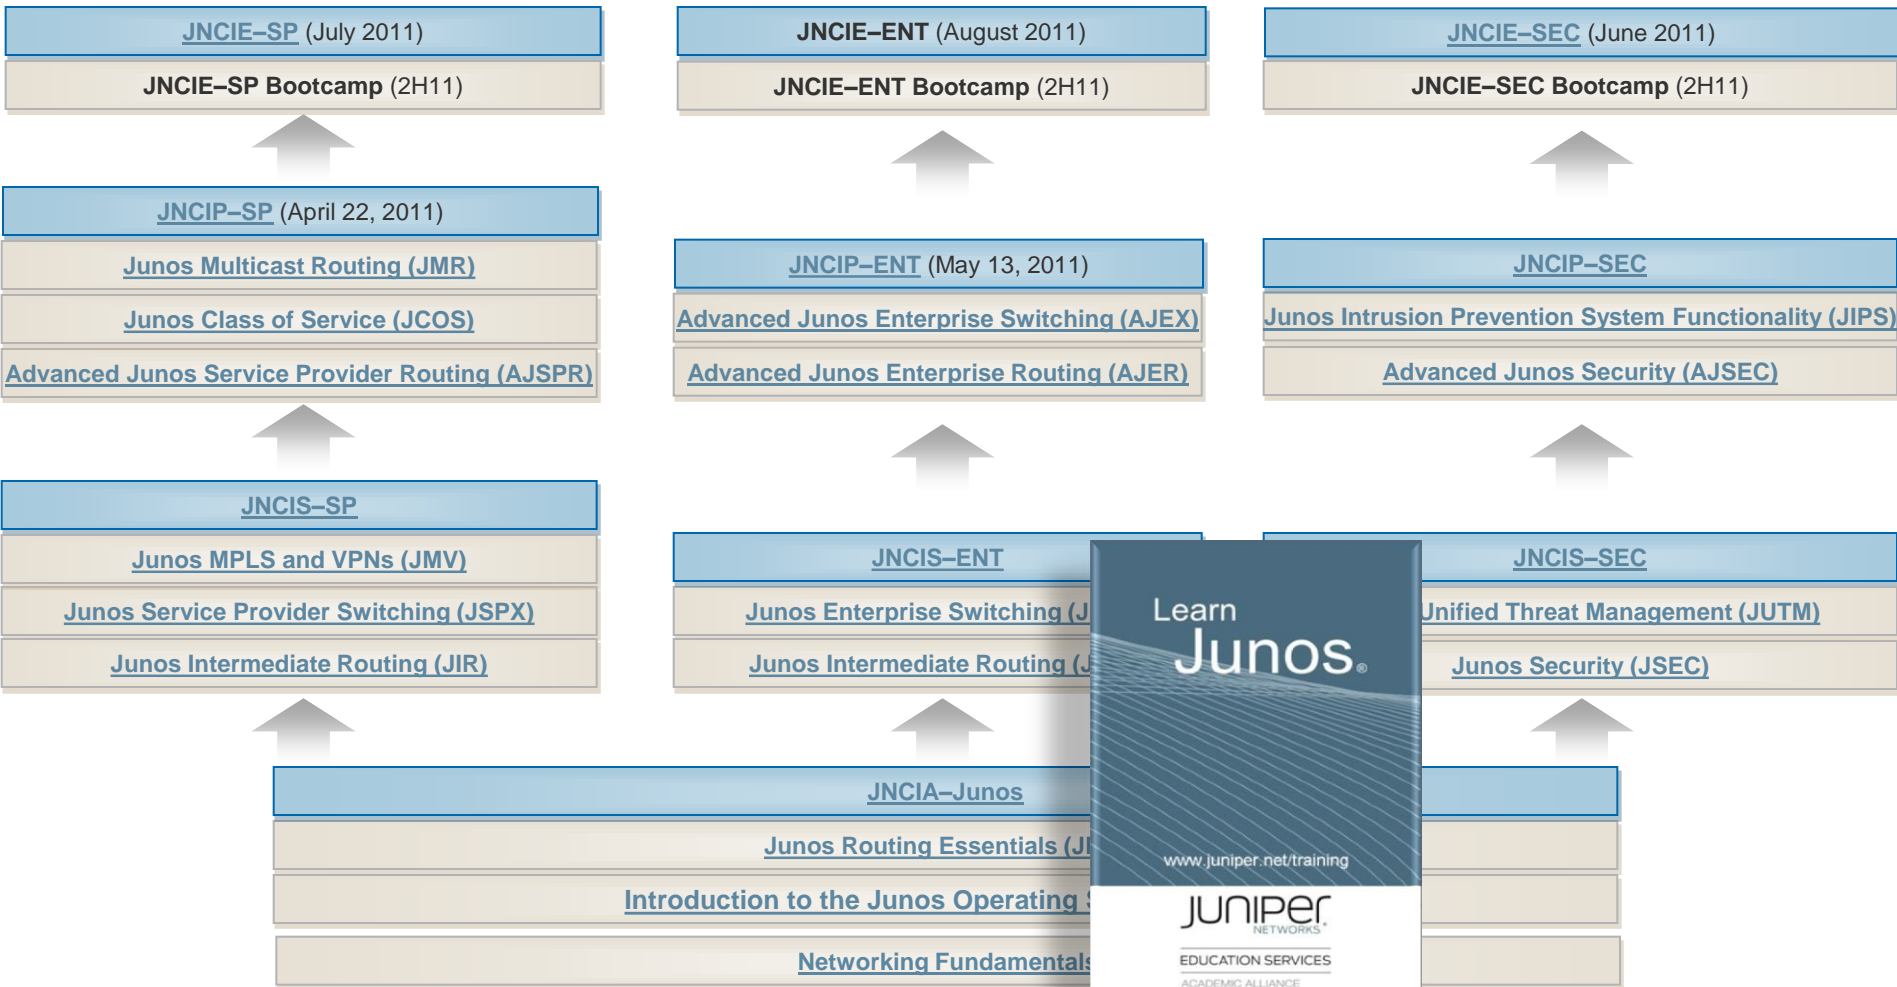 JNCIE–SP (July 2011)
JNCIE–SP Bootcamp (2H11)
JNCIP–SP (April 22, 2011)
Junos Multicast Routing (JMR)
Junos Class of Service (JCOS)
Advanced Junos Service Provider Routing (AJSPR)
JNCIS–SP
Junos MPLS and VPNs (JMV)
Junos Service Provider Switching (JSPX)
Junos Intermediate Routing (JIR)
JNCIE–ENT (August 2011)
JNCIE–ENT Bootcamp (2H11)
JNCIP–ENT (May 13, 2011)
Advanced Junos Enterprise Switching (AJEX)
Advanced Junos Enterprise Routing (AJER)
JNCIS–ENT
Junos Enterprise Switching
Junos Intermediate Routing
JNCIE–SEC (June 2011)
JNCIE–SEC Bootcamp (2H11)
JNCIP–SEC
Junos Intrusion Prevention System Functionality (JIPS)
Advanced Junos Security (AJSEC)
JNCIS–SEC
Unified Threat Management (JUTM)
Junos Security (JSEC)
JNCIA–Junos
Junos Routing Essentials
Introduction to the Junos Operating
Networking Fundamentals
Learn
Junos®
www.juniper.net/training
JUNIPER
NETWORKS
EDUCATION SERVICES
ACADEMIC ALLIANCE